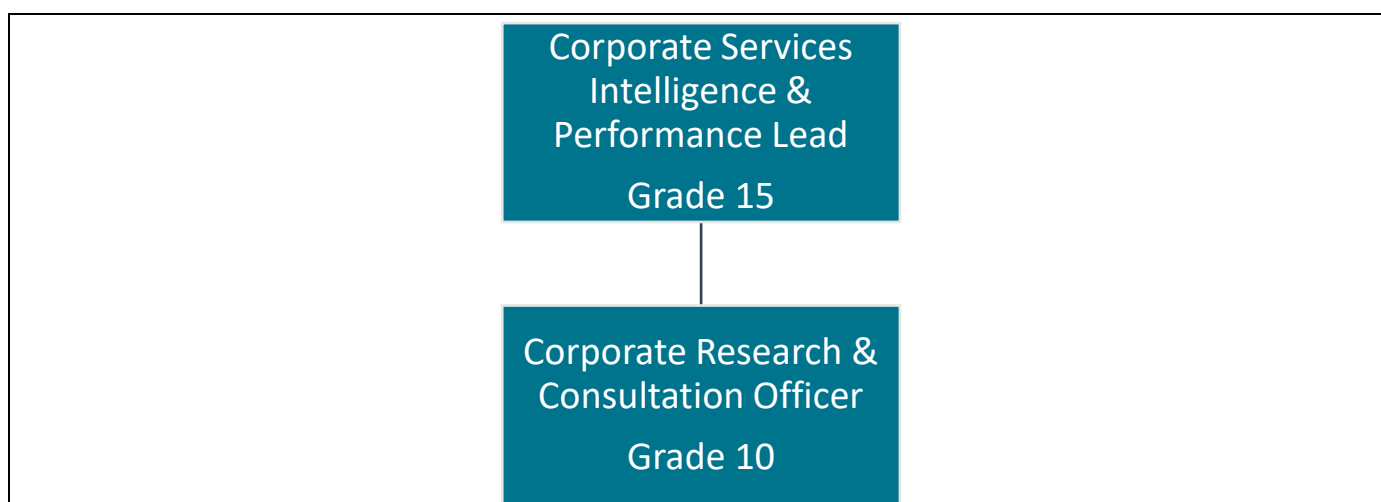 Corporate Services
Intelligence &
Performance Lead
Grade 15
Corporate Research &
Consultation Officer
Grade 10